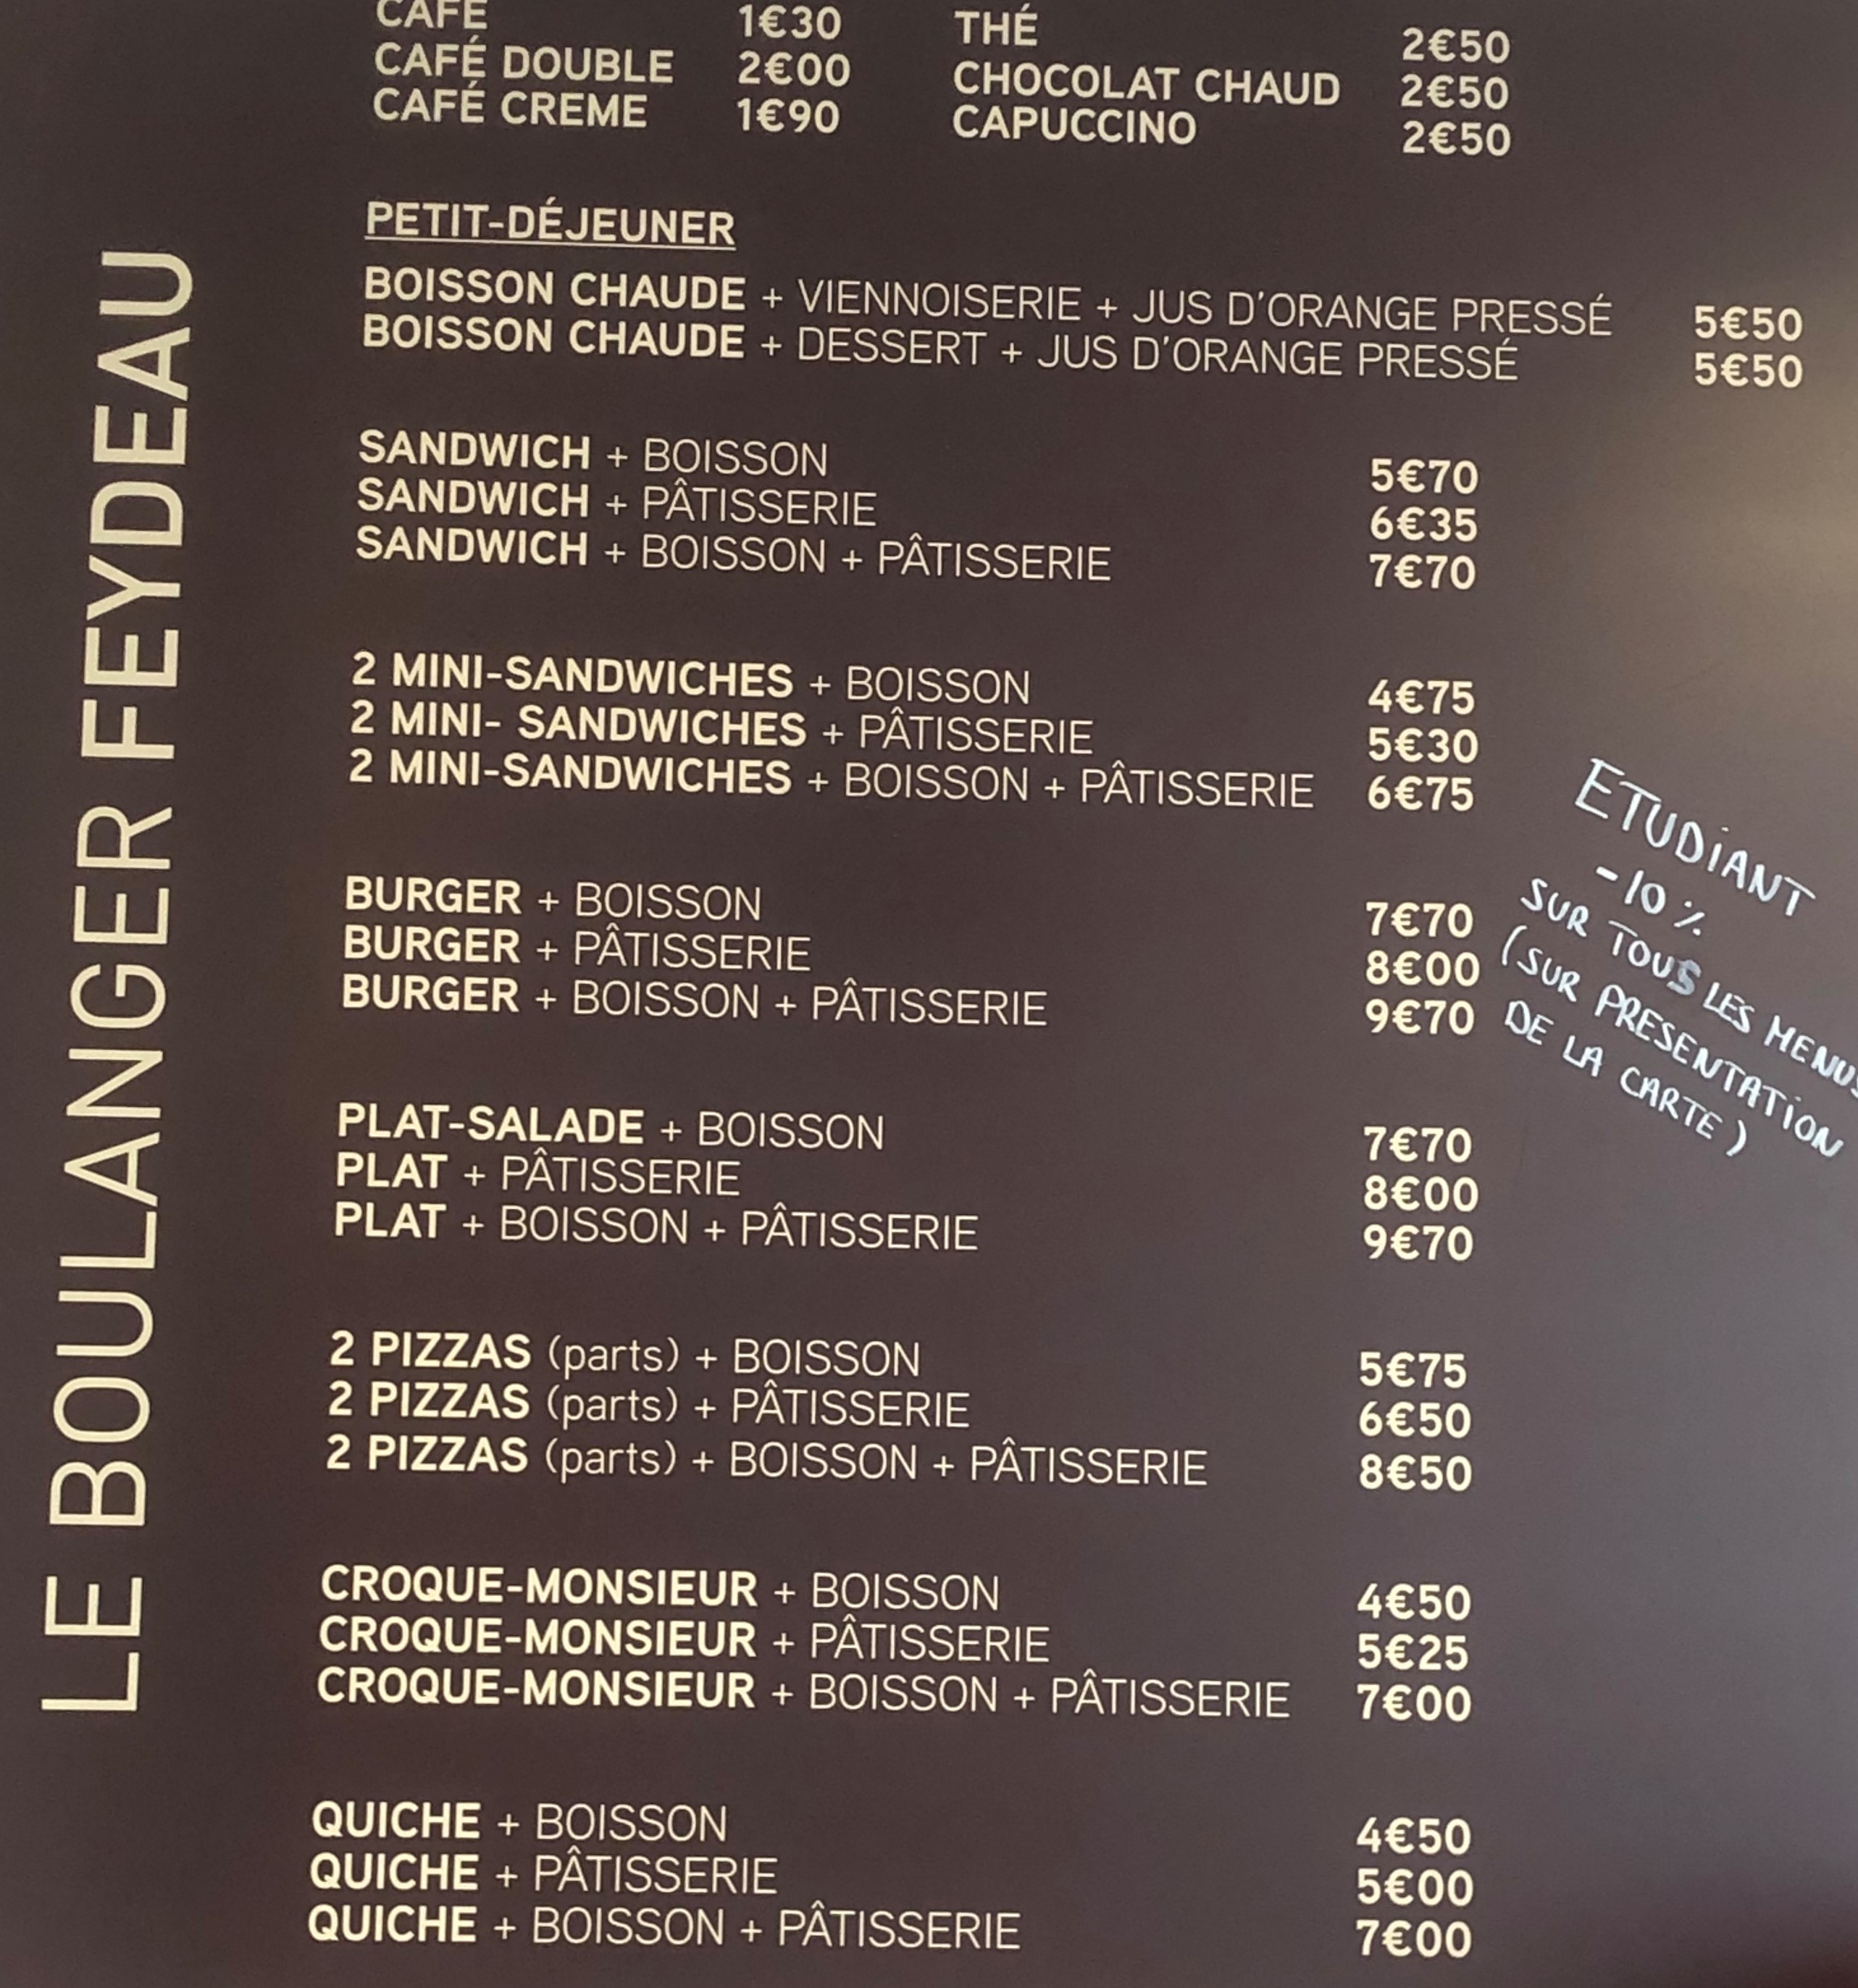 CAFÉ 1€30 THÉ 2€50
CAFÉ DOUBLE 2€00 CHOCOLAT CHAUD 2€50
CAFÉ CREME 1€90 CAPUCCINO 2€50
LE BOULANGER FEYDEAU
PETIT-DÉJEUNER
BOISSON CHAUDE + VIENNOISERIE + JUS D'ORANGE PRESSÉ 5€50
BOISSON CHAUDE + DESSERT + JUS D'ORANGE PRESSÉ 5€50
SANDWICH + BOISSON 5€70
SANDWICH + PÂTISSERIE 6€35
SANDWICH + BOISSON + PÂTISSERIE 7€70
2 MINI-SANDWICHES + BOISSON 4€75
2 MINI- SANDWICHES + PÂTISSERIE 5€30
2 MINI-SANDWICHES + BOISSON + PÂTISSERIE 6€75
BURGER + BOISSON 7€70
BURGER + PÂTISSERIE 8€00
BURGER + BOISSON + PÂTISSERIE 9€70
ETUDIANT
-10%
SUR TOUS LES MENUS
(SUR PRESENTATION
DE LA CARTE)
PLAT-SALADE + BOISSON 7€70
PLAT + PÂTISSERIE 8€00
PLAT + BOISSON + PÂTISSERIE 9€70
2 PIZZAS (parts) + BOISSON 5€75
2 PIZZAS (parts) + PÂTISSERIE 6€50
2 PIZZAS (parts) + BOISSON + PÂTISSERIE 8€50
CROQUE-MONSIEUR + BOISSON 4€50
CROQUE-MONSIEUR + PÂTISSERIE 5€25
CROQUE-MONSIEUR + BOISSON + PÂTISSERIE 7€00
QUICHE + BOISSON 4€50
QUICHE + PÂTISSERIE 5€00
QUICHE + BOISSON + PÂTISSERIE 7€00